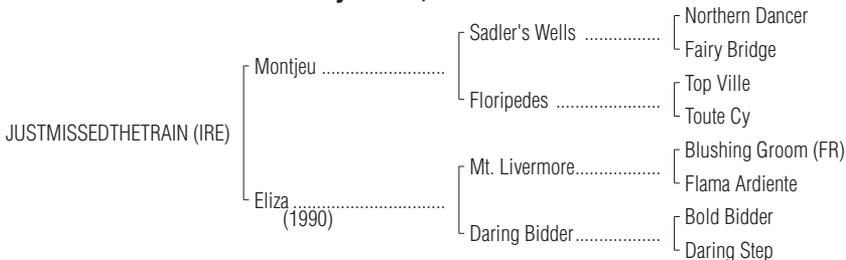 Northern Dancer
Sadler's Wells ................
Fairy Bridge
Montjeu .........................
Top Ville
Floripedes ......................
Toute Cy
JUSTMISSEDTHETRAIN (IRE)
Blushing Groom (FR)
Mt. Livermore..................
Flama Ardiente
Eliza ...............................
(1990)
Bold Bidder
Daring Bidder..................
Daring Step